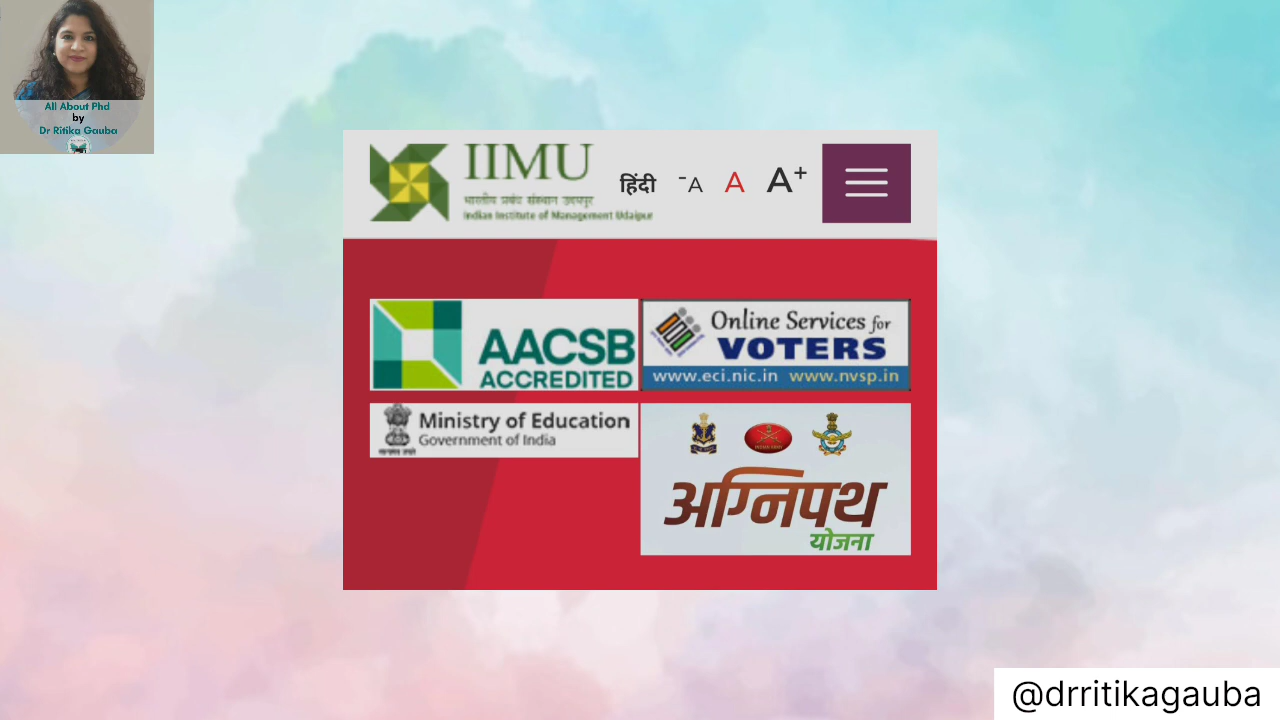 All About Phd
by
Dr Ritika Gauba
IIMU
भारतीय प्रबंध संस्थान उदयपुर
Indian Institute of Management Udaipur
हिंदी -A A A+
AACSB
ACCREDITED
Online Services for
VOTERS
www.eci.nic.in www.nvsp.in
Ministry of Education
Government of India
अग्निपथ
योजना
@drritikagauba